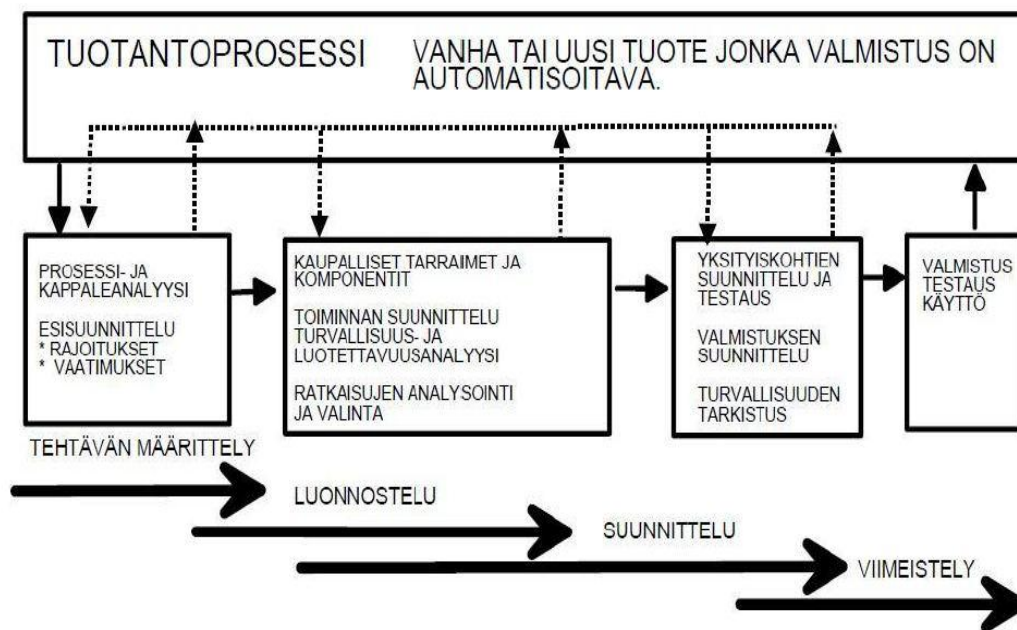 TUOTANTOPROSESSI
VANHA TAI UUSI TUOTE JONKA VALMISTUS ON
AUTOMATISOITAVA.
PROSESSI- JA
KAPPALEANALYYSI
ESISUUNNITTELU
* RAJOITUKSET
* VAATIMUKSET
KAUPALLISET TARRAIMET JA
KOMPONENTIT
TOIMINNAN SUUNNITTELU
TURVALLISUUS- JA
LUOTETTAVUUSANALYYSI
RATKAISUJEN ANALYSOINTI
JA VALINTA
YKSITYISKOHTIEN
SUUNNITTELU JA
TESTAUS
VALMISTUKSEN
SUUNNITTELU
TURVALLISUUDEN
TARKISTUS
VALMISTUS
TESTAUS
KÄYTTÖ
TEHTÄVÄN MÄÄRITTELY
LUONNOSTELU
SUUNNITTELU
VIIMEISTELY